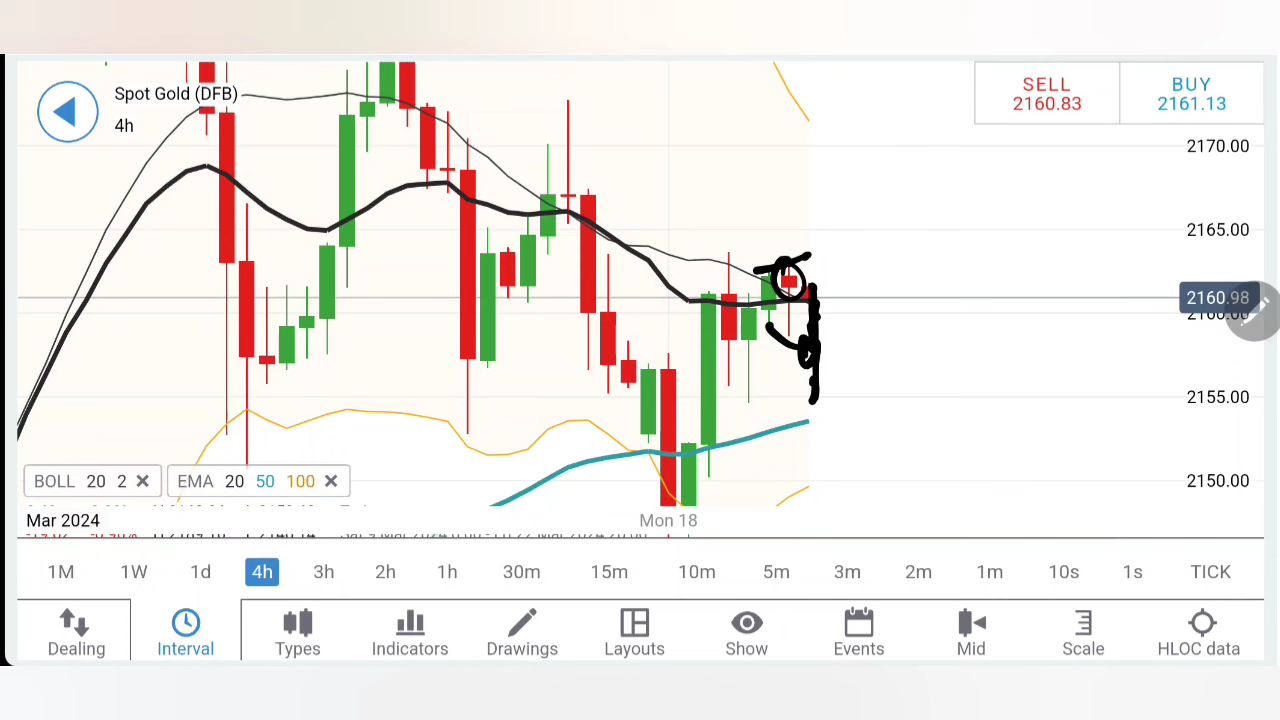 Spot Gold (DFB)
4h
SELL
2160.83
BUY
2161.13
2170.00
2165.00
2160.98
2160.00
2155.00
2150.00
BOLL 20 2
EMA 20 50 100
Mar 2024
Mon 18
1M 1W 1d 4h 3h 2h 1h 30m 15m 10m 5m 3m 2m 1m 10s 1s TICK
Dealing Interval Types Indicators Drawings Layouts Show Events Mid Scale HLOC data